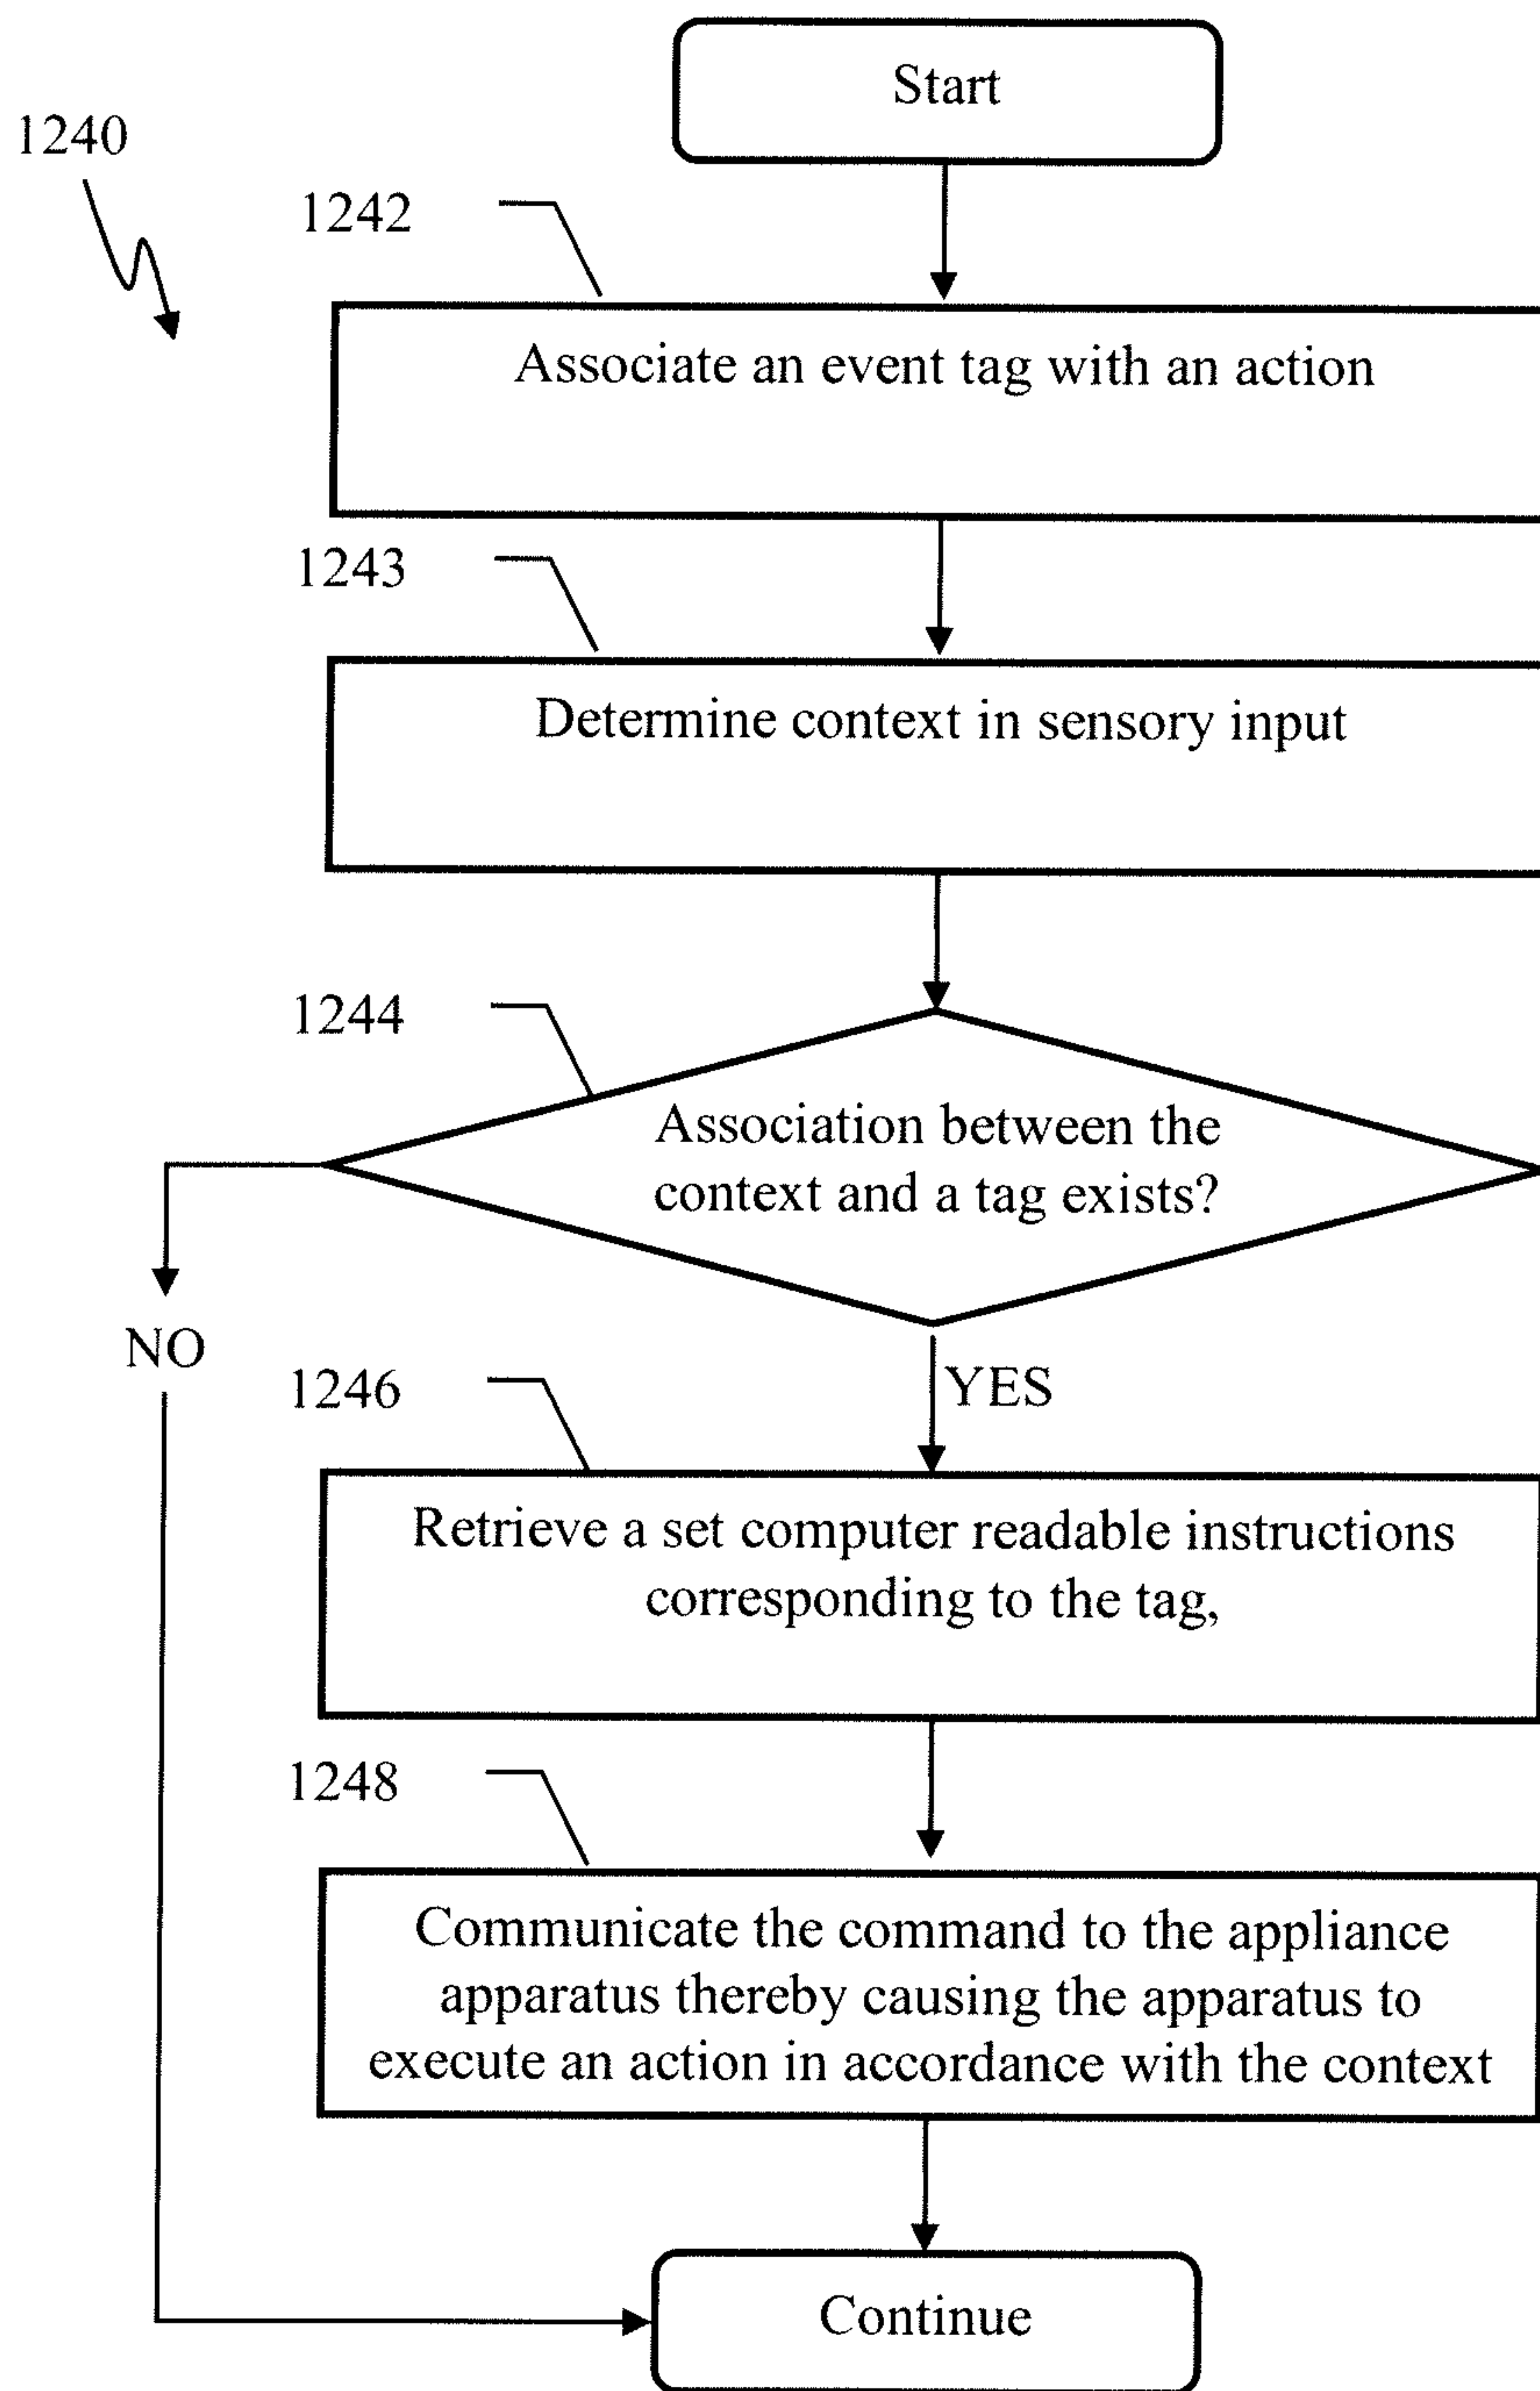 Start
1240
1242
Associate an event tag with an action
1243
Determine context in sensory input
1244
Association between the
context and a tag exists?
NO
YES
1246
Retrieve a set computer readable instructions
corresponding to the tag,
1248
Communicate the command to the appliance
apparatus thereby causing the apparatus to
execute an action in accordance with the context
Continue